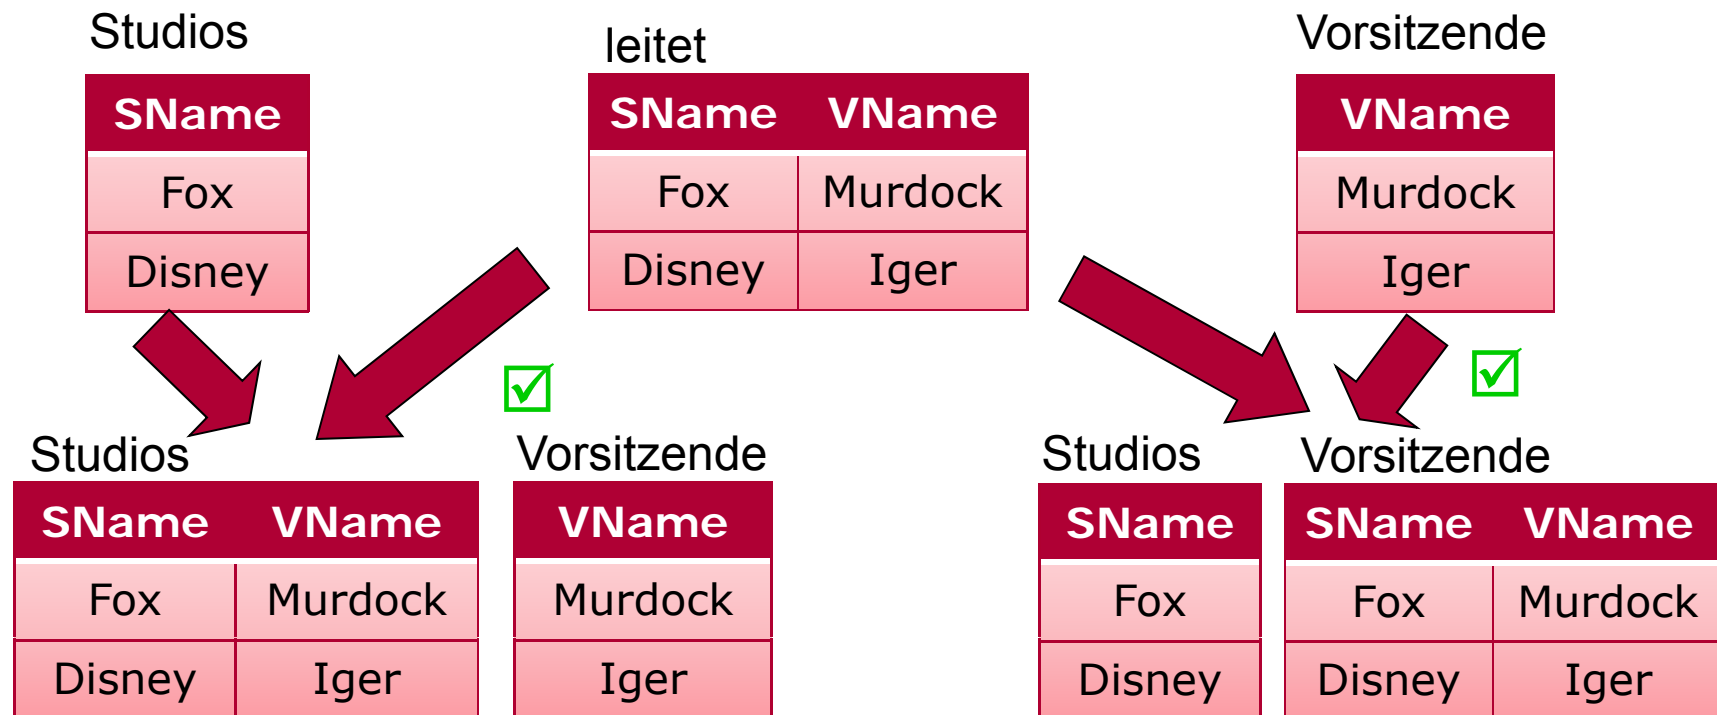 Studios
leitet
Vorsitzende
SName
SName VName
VName
Fox
Fox Murdock
Murdock
Disney
Disney Iger
Iger
Studios
Vorsitzende
Studios
Vorsitzende
SName VName
VName
SName
SName VName
Fox Murdock
Murdock
Fox
Fox Murdock
Disney Iger
Iger
Disney
Disney Iger